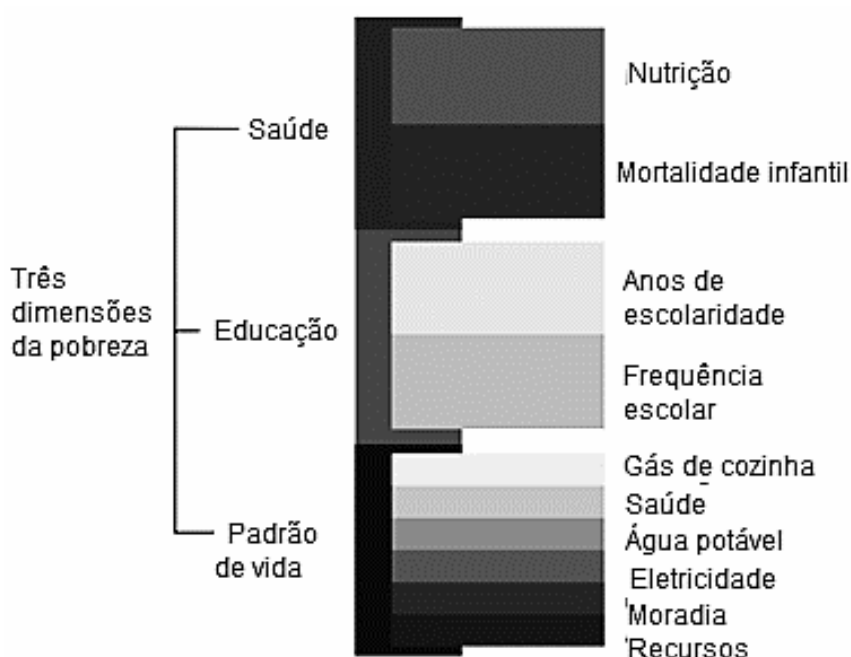 Três
dimensões
da pobreza
Saúde
Nutrição
Mortalidade infantil
Educação
Anos de
escolaridade
Frequência
escolar
Padrão
de vida
Gás de cozinha
Saúde
Água potável
Eletricidade
Moradia
Recursos